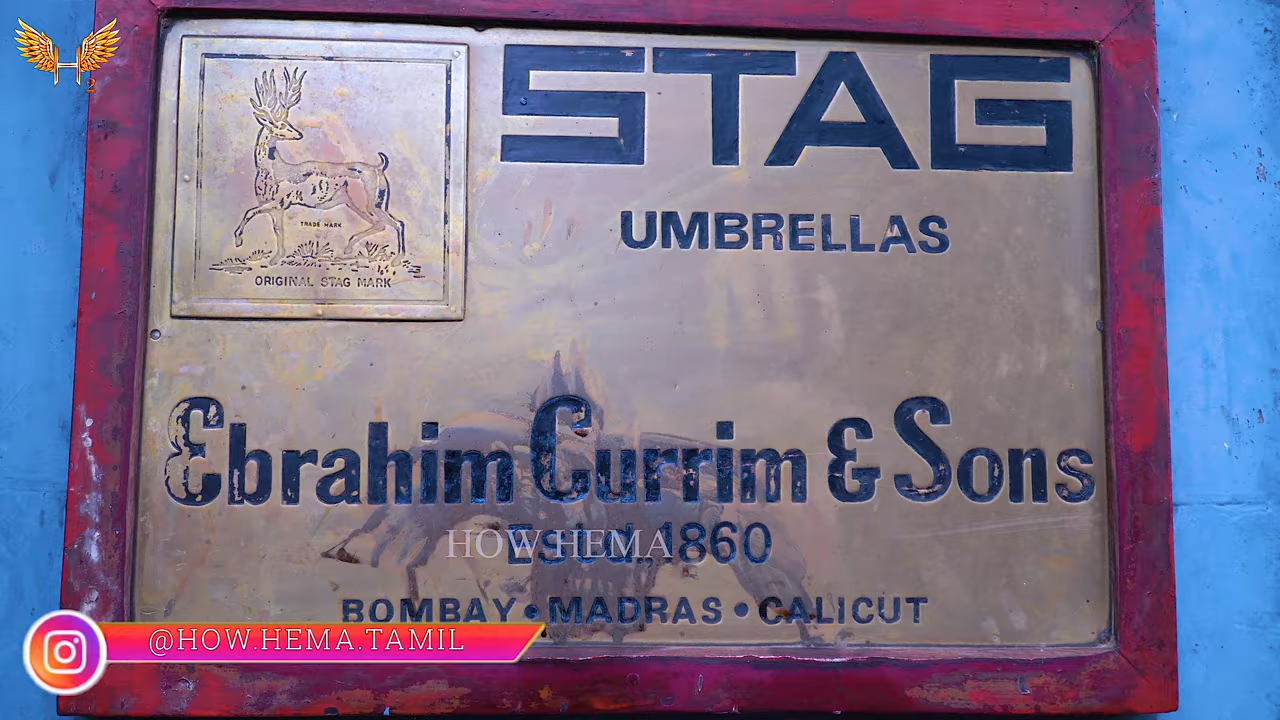 H
2
STAG
TRADE MARK
ORIGINAL STAG MARK
UMBRELLAS
Ebrahim Currim & Sons
Estd. 1860
HOW HEMA
BOMBAY • MADRAS • CALICUT
@HOW.HEMA.TAMIL